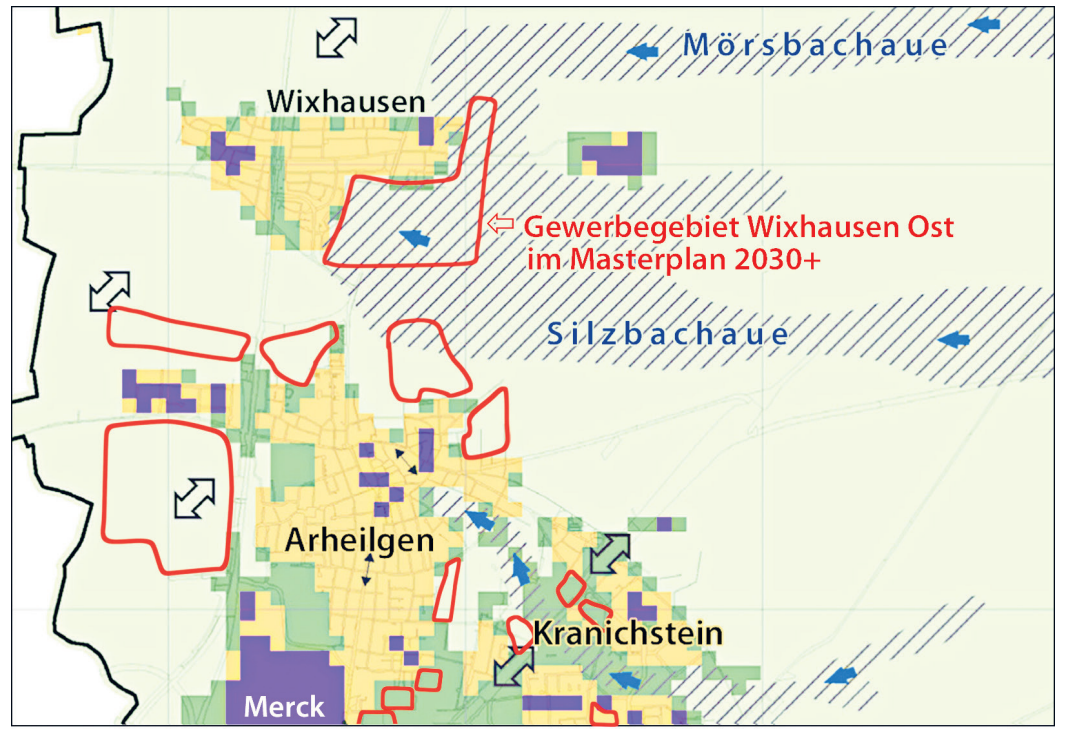 Mörsbachaue
Wixhausen
Gewerbegebiet Wixhausen Ost
im Masterplan 2030+
Silzbachaue
Arheilgen
Kranichstein
Merck